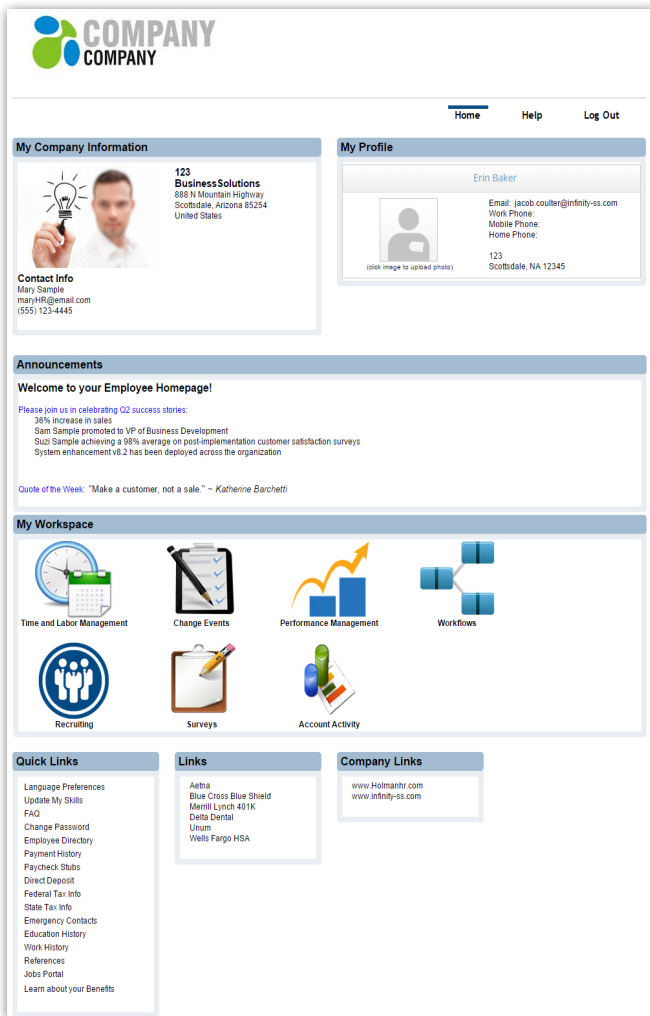 COMPANY
COMPANY
Home Help Log Out
My Company Information
123
BusinessSolutions
888 N Mountain Highway
Scottsdale, Arizona 85254
United States
Contact Info
Mary Sample
maryHR@email.com
(555) 123-4445
My Profile
Erin Baker
(click image to upload photo)
Email: jacob.coulter@infinity-ss.com
Work Phone:
Mobile Phone:
Home Phone:
123
Scottsdale, NA 12345
Announcements
Welcome to your Employee Homepage!
Please join us in celebrating Q2 success stories:
36% increase in sales
Sam Sample promoted to VP of Business Development
Suzi Sample achieving a 98% average on post-implementation customer satisfaction surveys
System enhancement v8.2 has been deployed across the organization
Quote of the Week: "Make a customer, not a sale." ~ Katherine Barchetti
My Workspace
Time and Labor Management
Change Events
Performance Management
Workflows
Recruiting
Surveys
Account Activity
Quick Links
Language Preferences
Update My Skills
FAQ
Change Password
Employee Directory
Payment History
Paycheck Stubs
Direct Deposit
Federal Tax Info
State Tax Info
Emergency Contacts
Education History
Work History
References
Jobs Portal
Learn about your Benefits
Links
Aetna
Blue Cross Blue Shield
Merrill Lynch 401K
Delta Dental
Unum
Wells Fargo HSA
Company Links
www.Holmanhr.com
www.infinity-ss.com